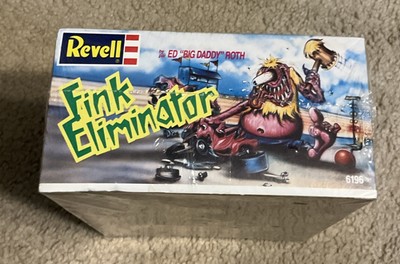 Revell
ED "BIG DADDY" ROTH
Fink
Eliminator
6196